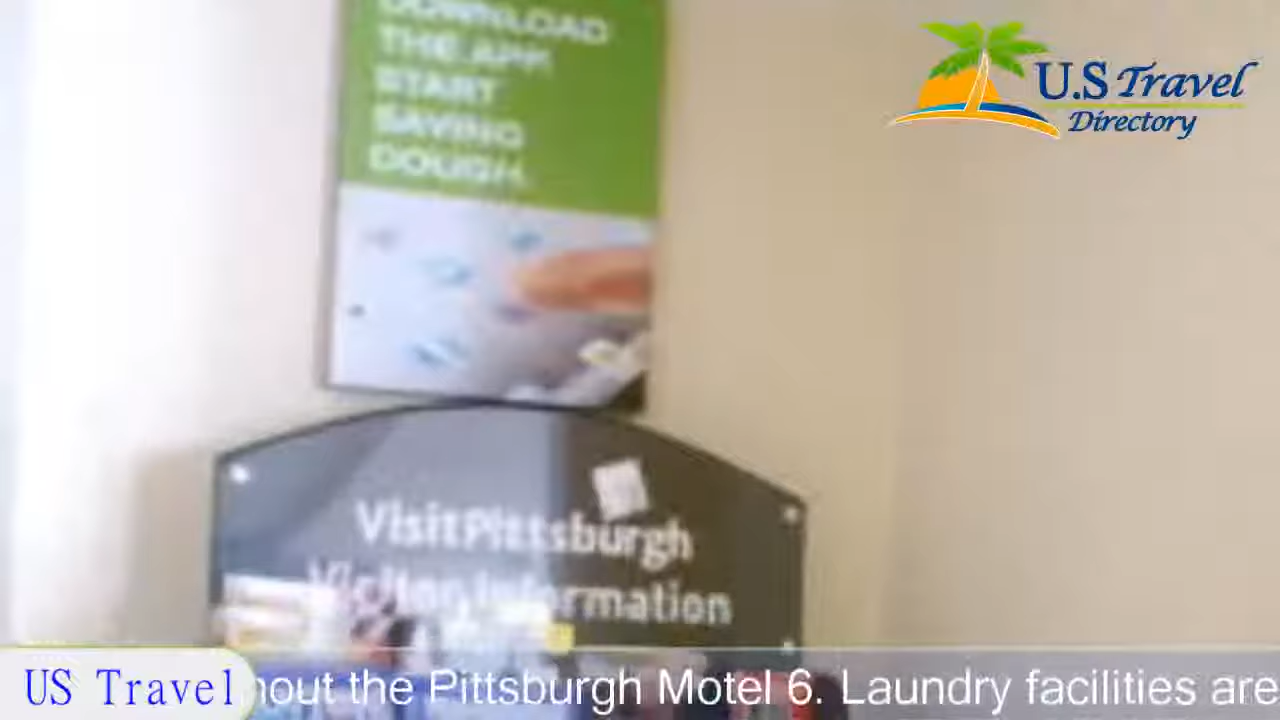 DOWNLOAD
THE APP.
START
SAVING
DOUGH.
U.S Travel
Directory
VisitPittsburgh
Visitor Information
US Travel
hout the Pittsburgh Motel 6. Laundry facilities are